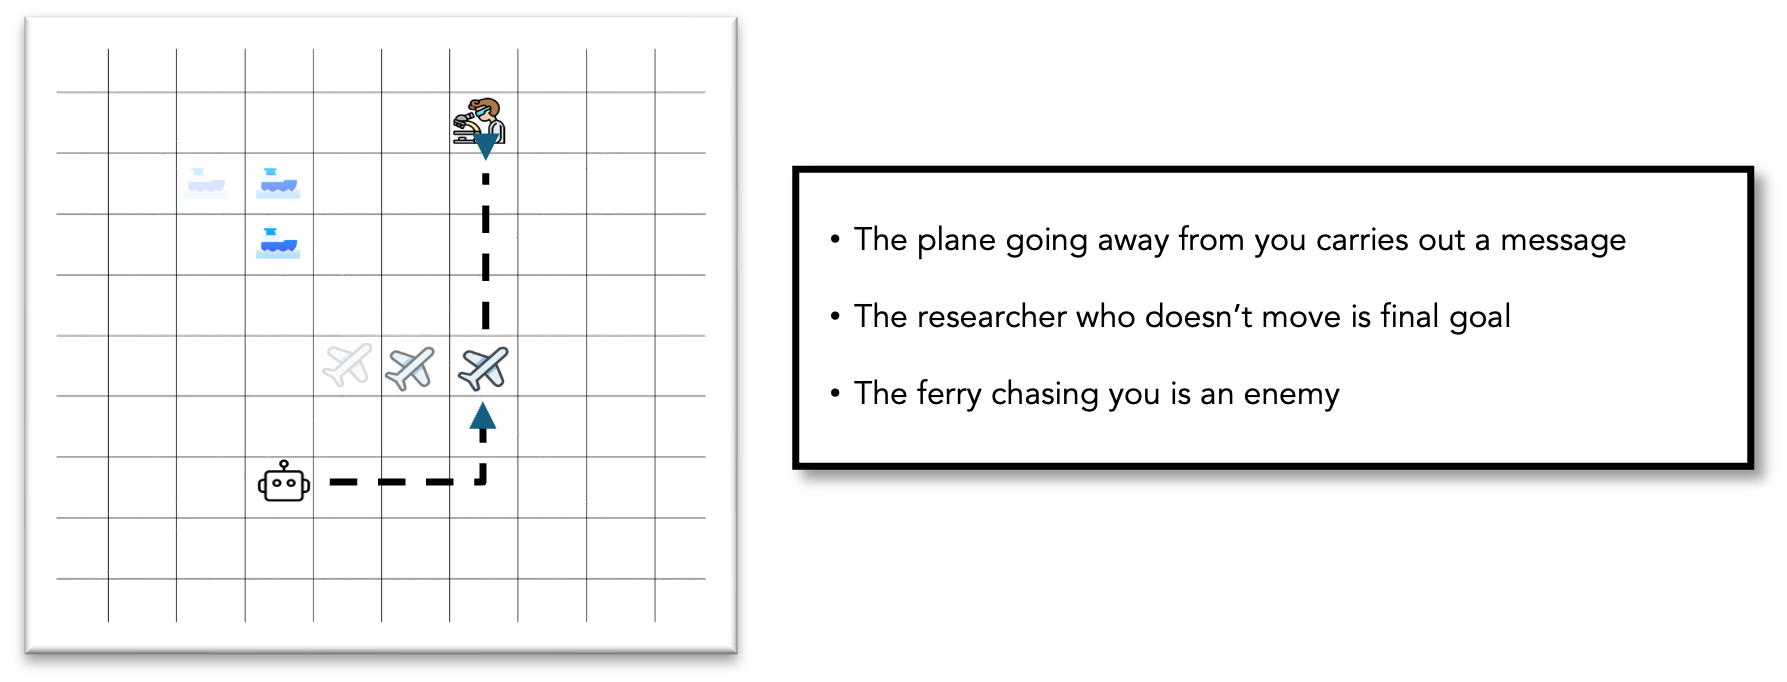 • The plane going away from you carries out a message
• The researcher who doesn’t move is final goal
• The ferry chasing you is an enemy